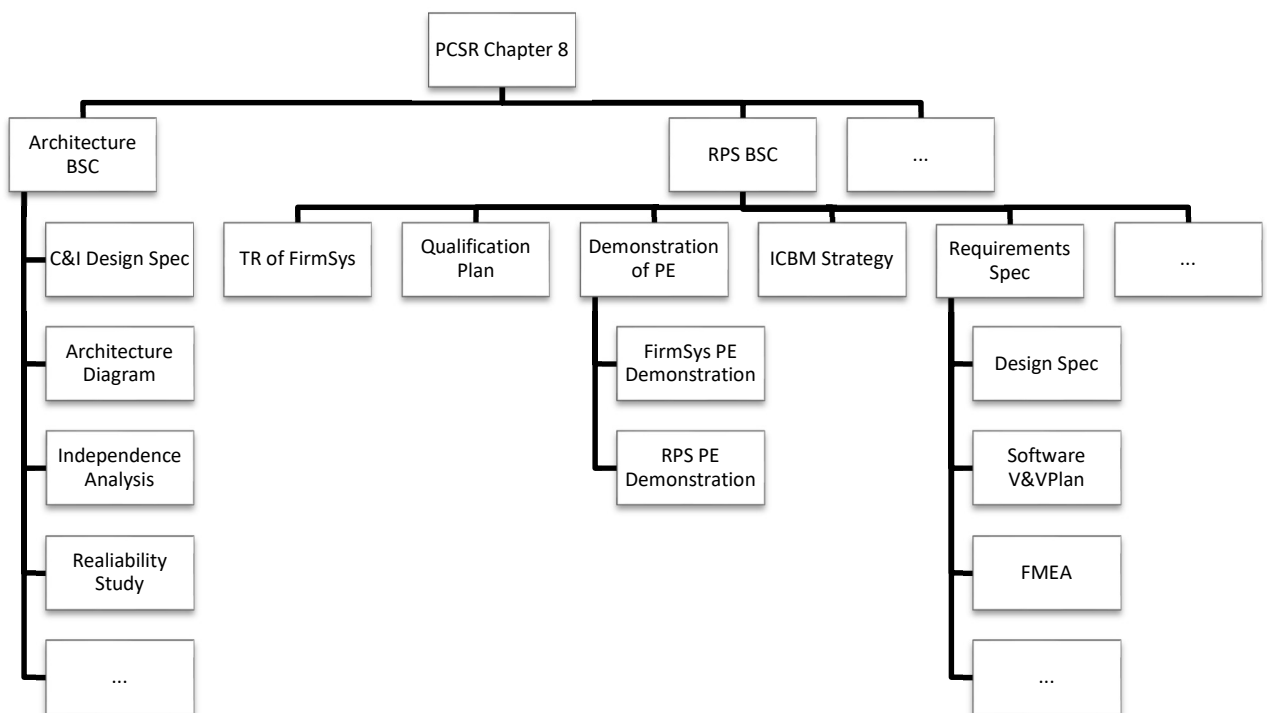 PCSR Chapter 8
Architecture
BSC
RPS BSC
...
C&I Design Spec
TR of FirmSys
Qualification
Plan
Demonstration
of PE
ICBM Strategy
Requirements
Spec
...
Architecture
Diagram
FirmSys PE
Demonstration
Design Spec
Independence
Analysis
RPS PE
Demonstration
Software
V&VPlan
Realiability
Study
FMEA
...
...